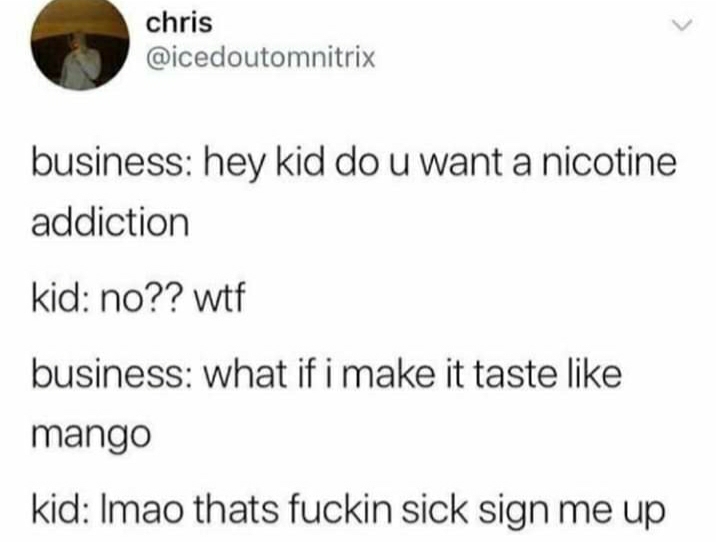 chris
@icedoutomnitrix
business: hey kid do u want a nicotine
addiction
kid: no?? wtf
business: what if i make it taste like
mango
kid: lmao thats fuckin sick sign me up